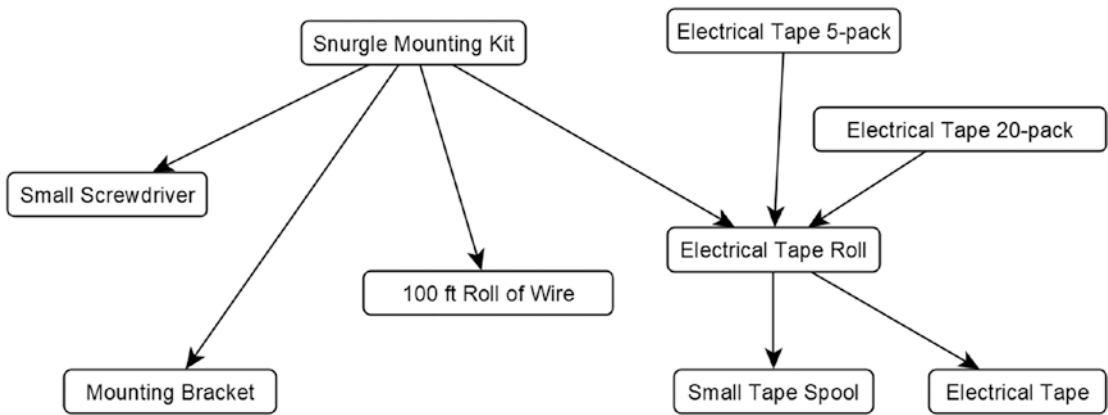 Electrical Tape 5-pack
Snurgle Mounting Kit
Electrical Tape 20-pack
Small Screwdriver
Electrical Tape Roll
100 ft Roll of Wire
Mounting Bracket
Small Tape Spool
Electrical Tape